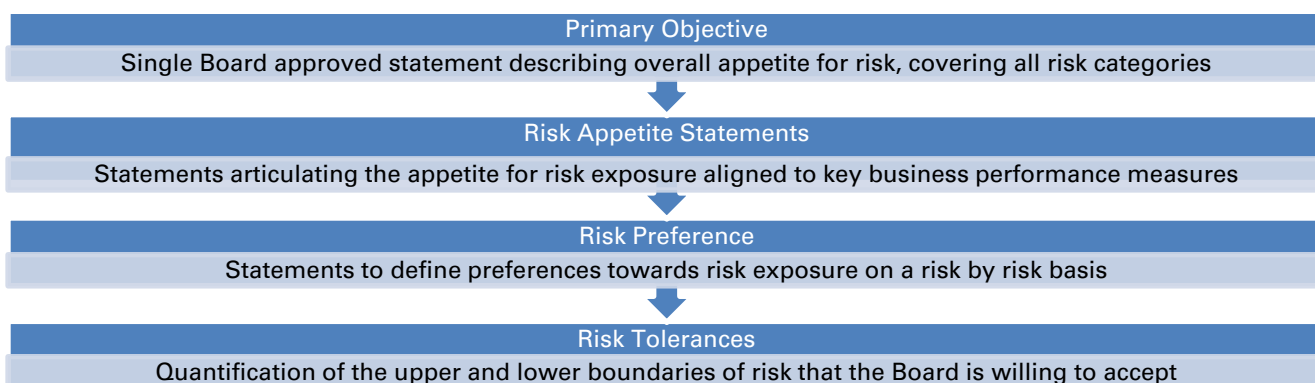 Primary Objective
Single Board approved statement describing overall appetite for risk, covering all risk categories
Risk Appetite Statements
Statements articulating the appetite for risk exposure aligned to key business performance measures
Risk Preference
Statements to define preferences towards risk exposure on a risk by risk basis
Risk Tolerances
Quantification of the upper and lower boundaries of risk that the Board is willing to accept